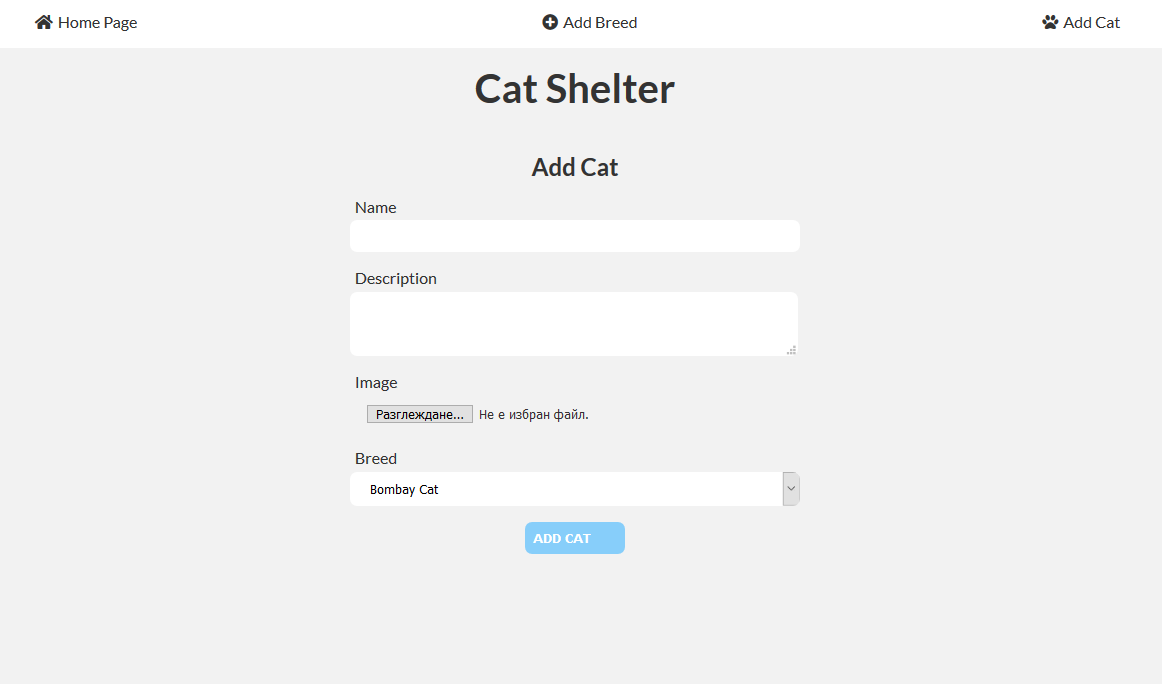 Home Page
Add Breed
Add Cat
Cat Shelter
Add Cat
Name
Description
Image
Разглеждане... Не е избран файл.
Breed
Bombay Cat
ADD CAT